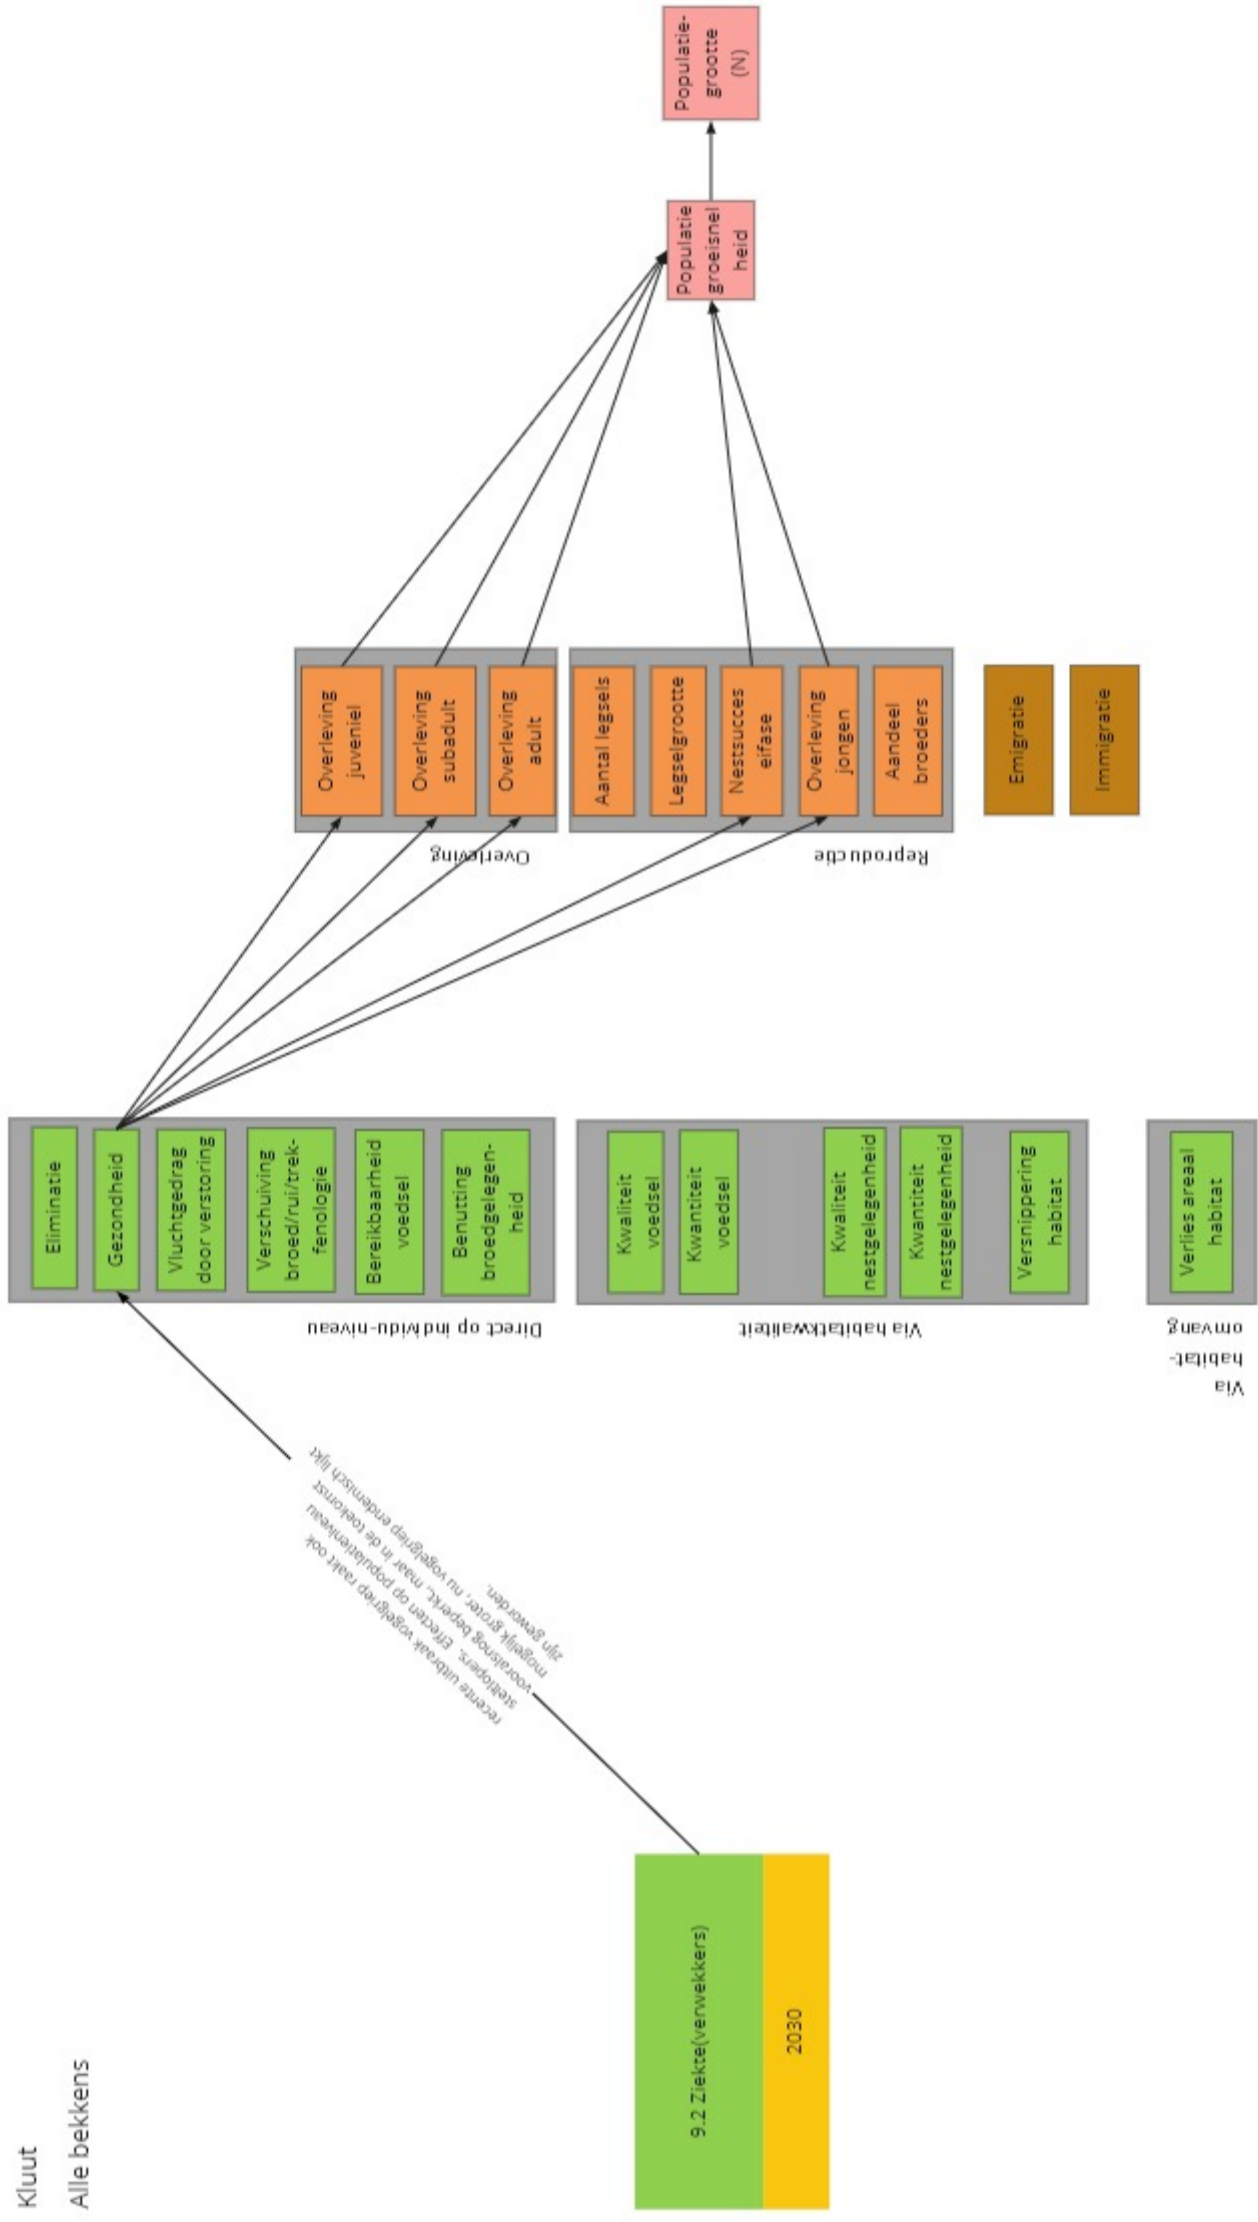 Kluut
Alle bekkens
9.2 Ziekte(verwekkers)
2030
recente uitbraak vogelgriep raakt ook
steltlopers. Effecten op populatieniveau
vooralsnog beperkt, maar in de toekomst
mogelijk groter, nu vogelgriep endemisch lijkt
zijn geworden.
Direct op individu-niveau
Eliminatie
Gezondheid
Vluchtgedrag
door verstoring
Verschuiving
broed/rui/trek-
fenologie
Bereikbaarheid
voedsel
Benutting
broedgelegen-
heid
Via habitatkwaliteit
Kwaliteit
voedsel
Kwantiteit
voedsel
Kwaliteit
nestgelegenheid
Kwantiteit
nestgelegenheid
Versnippering
habitat
Via
habitat-
omvang
Verlies areaal
habitat
Overleving
Overleving
juveniel
Overleving
subadult
Overleving
adult
Reproductie
Aantal legsels
Legselgrootte
Nestsucces
eifase
Overleving
jongen
Aandeel
broeders
Emigratie
Immigratie
Populatie
groeisnel
heid
Populatie-
grootte
(N)